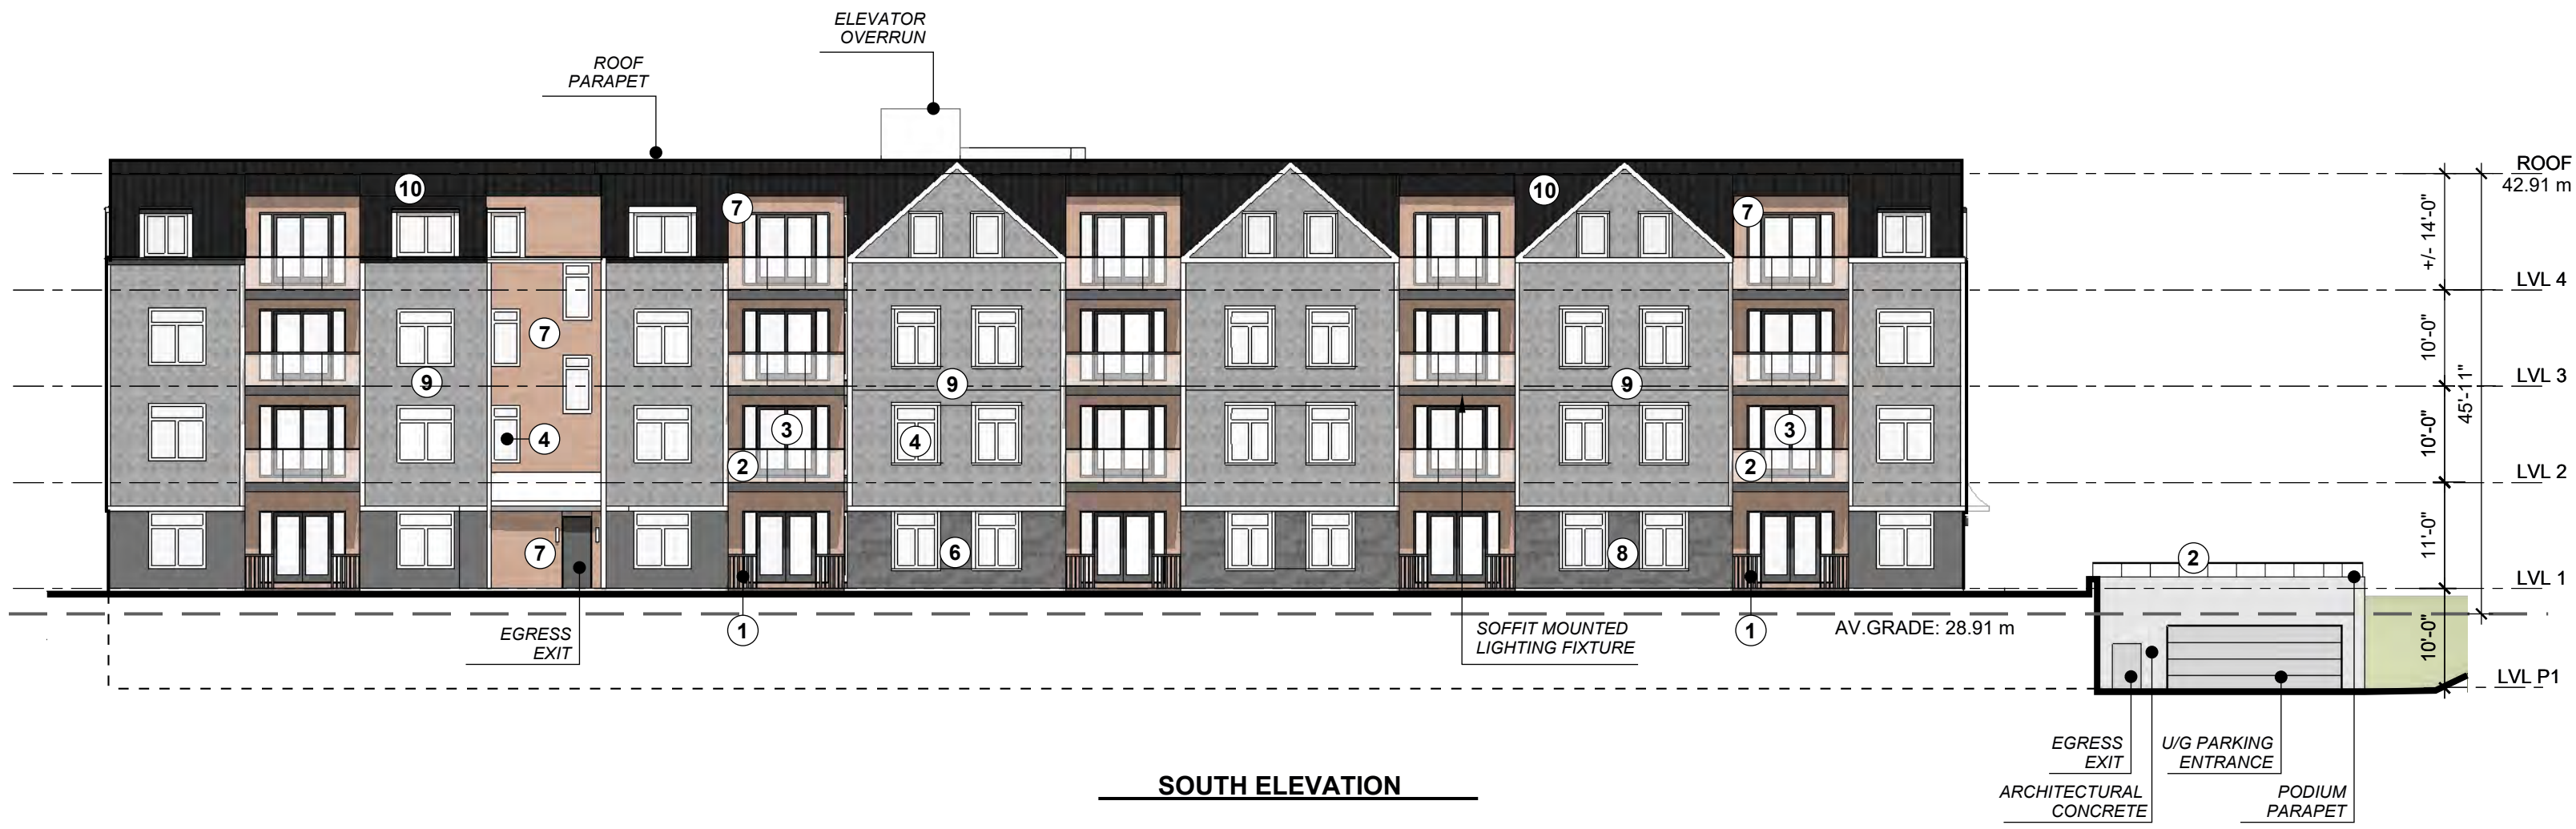 ELEVATOR
OVERRUN
ROOF
PARAPET
ROOF
42.91 m
10
10
7
7
+/- 14'-0"
LVL 4
7
10'-0"
9
9
9
LVL 3
45'-11"
4
3
4
3
2
2
10'-0"
LVL 2
7
6
8
11'-0"
2
LVL 1
1
1
EGRESS
EXIT
SOFFIT MOUNTED
LIGHTING FIXTURE
AV.GRADE: 28.91 m
10'-0"
LVL P1
EGRESS
EXIT
U/G PARKING
ENTRANCE
ARCHITECTURAL
CONCRETE
PODIUM
PARAPET
SOUTH ELEVATION